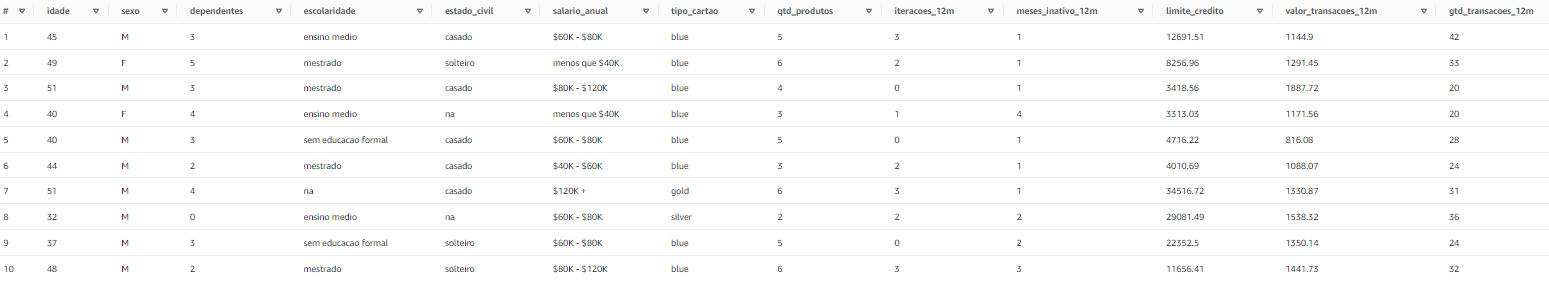 # idade sexo dependentes escolaridade estado_civil salario_anual tipo_cartao qtd_produtos iteracoes_12m meses_inativo_12m limite_credito valor_transacoes_12m qtd_transacoes_12m
1 45 M 3 ensino medio casado $60K - $80K blue 5 3 1 12691.51 1144.9 42
2 49 F 5 mestrado solteiro menos que $40K blue 6 2 1 8256.96 1291.45 33
3 51 M 3 mestrado casado $80K - $120K blue 4 0 1 3418.56 1887.72 20
4 40 F 4 ensino medio na menos que $40K blue 3 1 4 3313.03 1171.56 20
5 40 M 3 sem educacao formal casado $60K - $80K blue 5 0 1 4716.22 816.08 28
6 44 M 2 mestrado casado $40K - $60K blue 3 2 1 4010.69 1088.07 24
7 51 M 4 na casado $120K + gold 6 3 1 34516.72 1330.87 31
8 32 M 0 ensino medio na $60K - $80K silver 2 2 2 29081.49 1538.32 36
9 37 M 3 sem educacao formal solteiro $60K - $80K blue 5 0 2 22352.5 1350.14 24
10 48 M 2 mestrado solteiro $80K - $120K blue 6 3 3 11656.41 1441.73 32